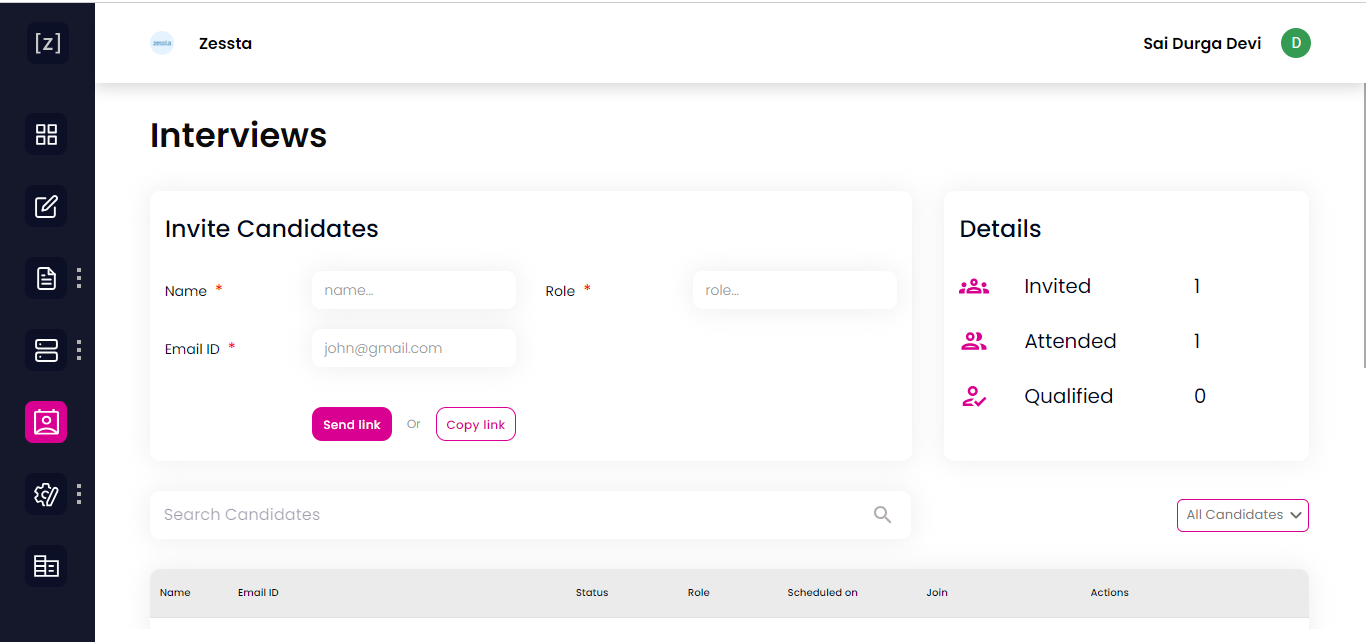 [z]
zessta
Zessta
Sai Durga Devi
D
Interviews
Invite Candidates
Name *
name...
Role *
role...
Email ID *
john@gmail.com
Send link
Or
Copy link
Details
Invited 1
Attended 1
Qualified 0
Search Candidates
All Candidates
Name Email ID Status Role Scheduled on Join Actions